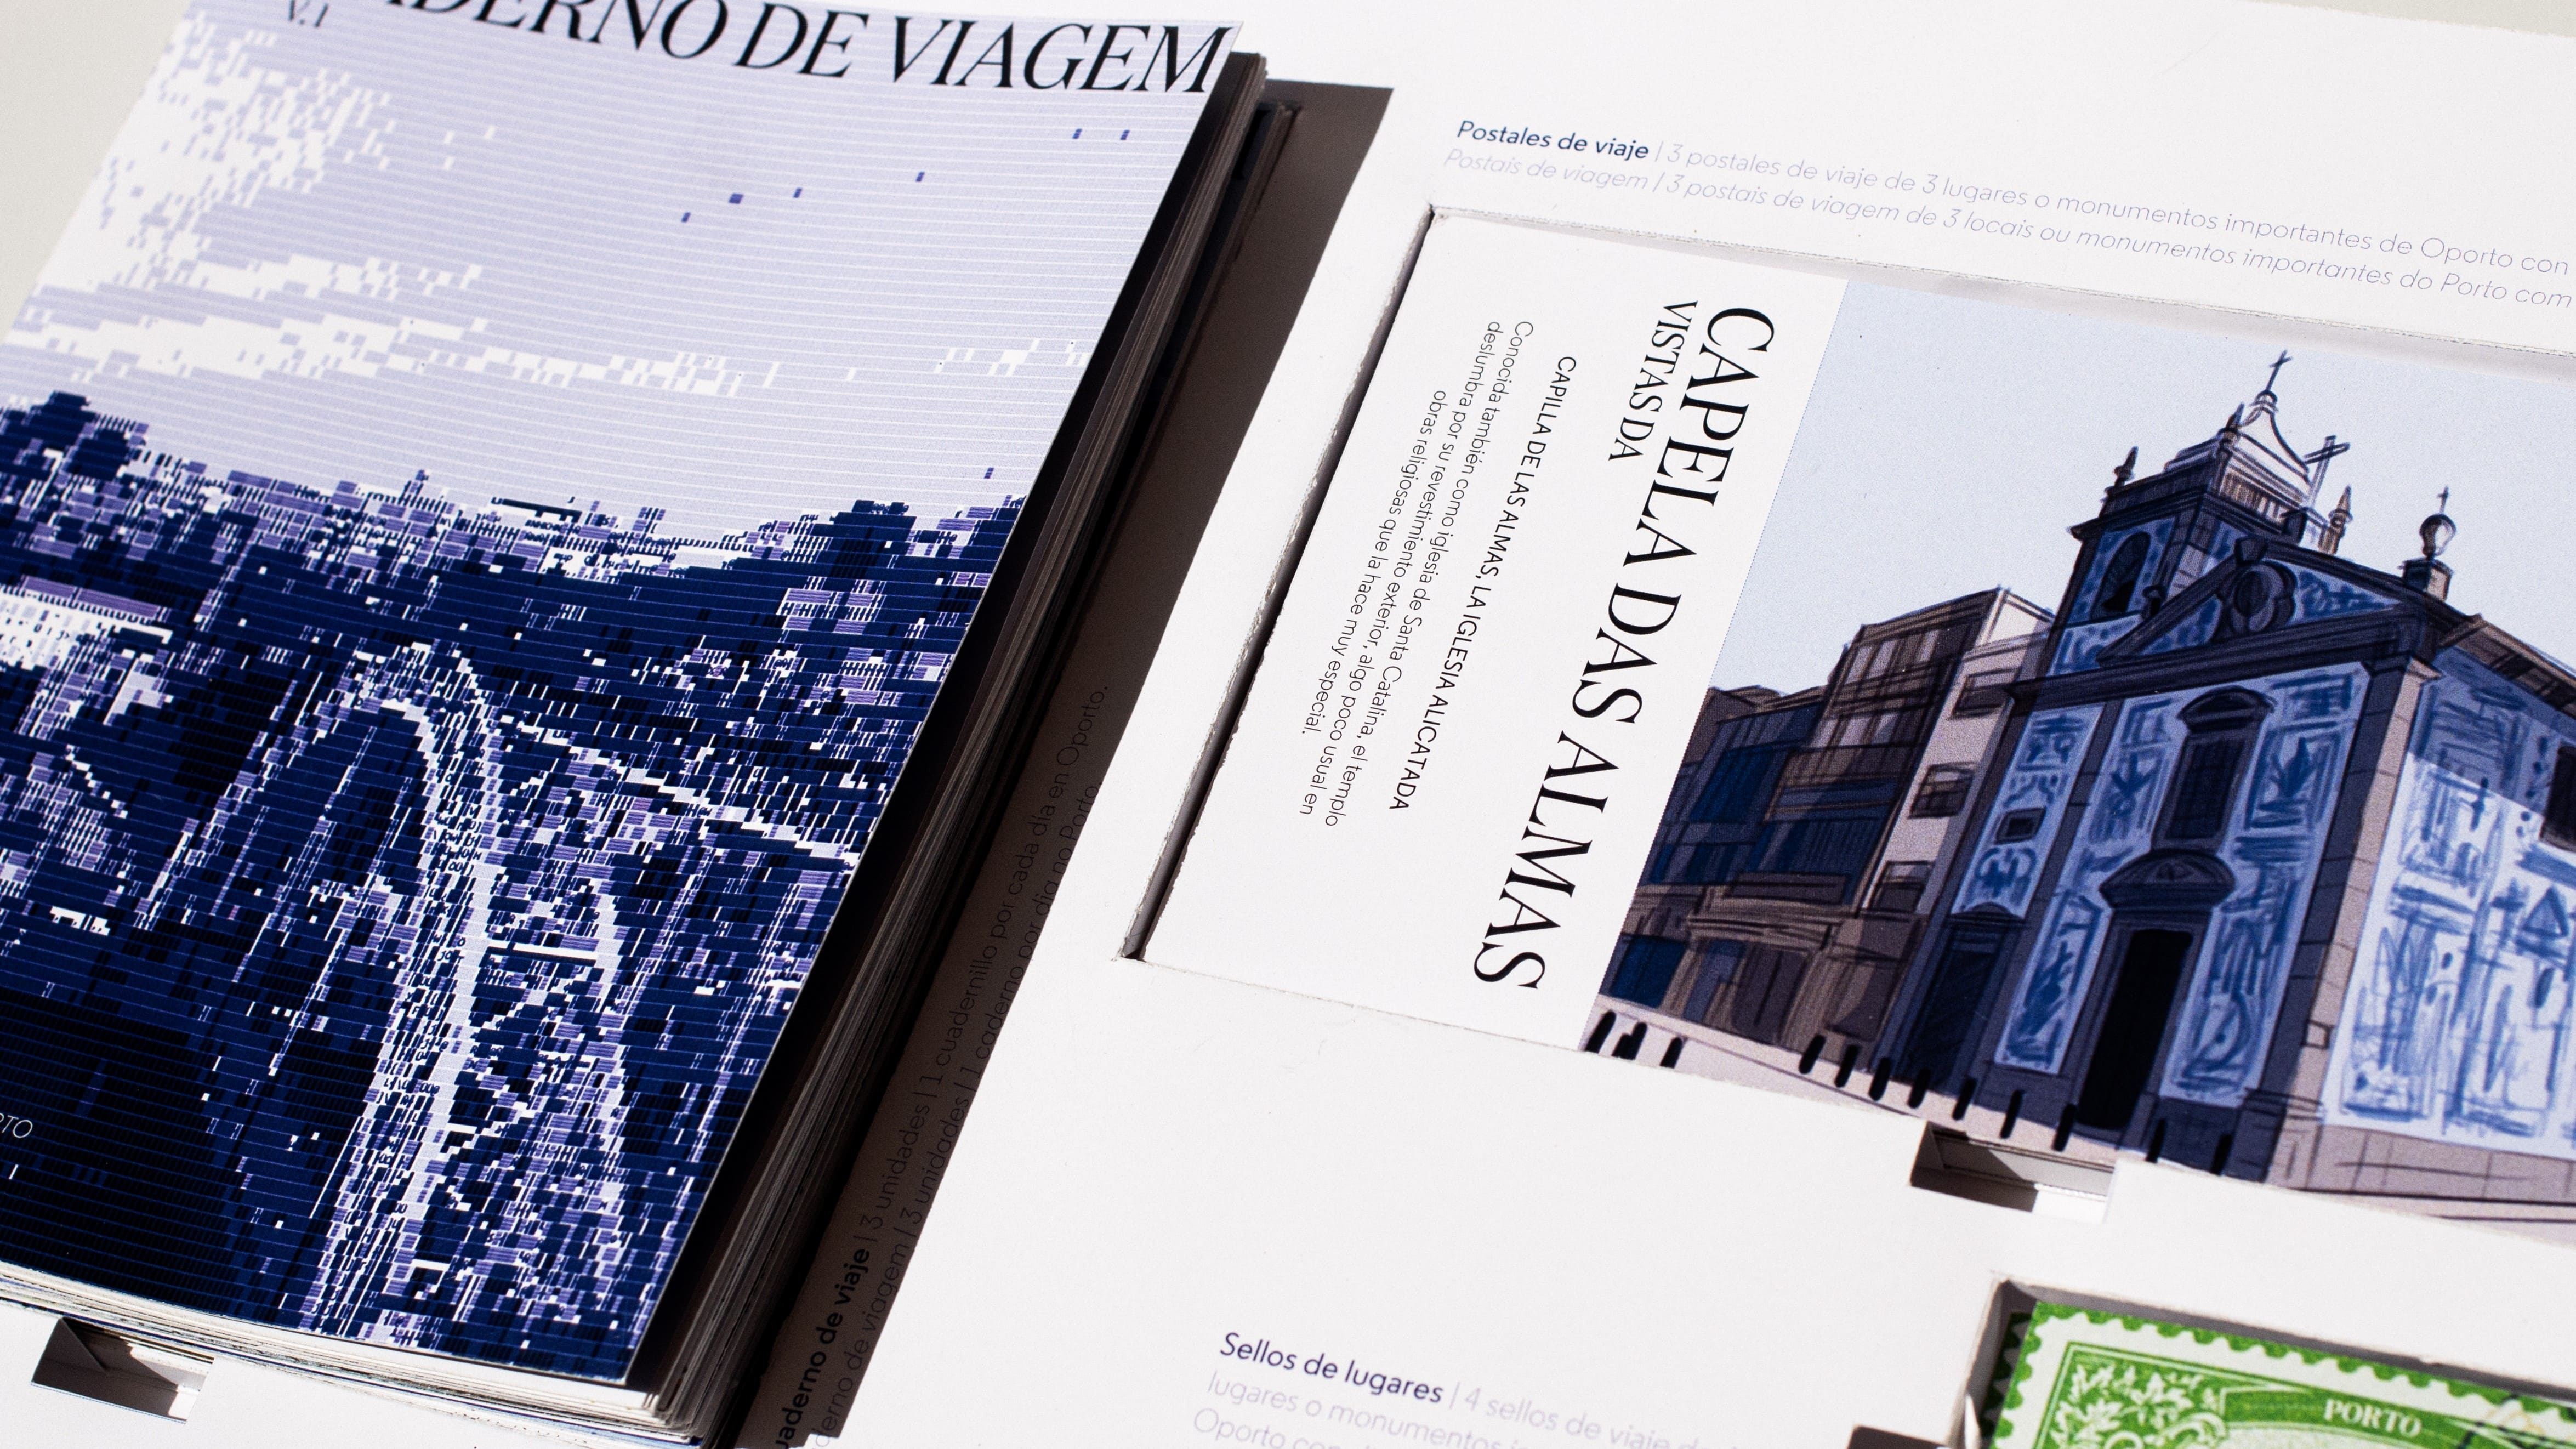 V.1
ADERNO DE VIAGEM
RTO
uaderno de viaje | 3 unidades | 1 cuadernillo por cada día en Oporto.
derno de viagem | 3 unidades | 1 caderno por dia no Porto.
Postales de viaje | 3 postales de viaje de 3 lugares o monumentos importantes de Oporto con
Postais de viagem | 3 postais de viagem de 3 locais ou monumentos importantes do Porto com
CAPELA DAS ALMAS
VISTAS DA
CAPILLA DE LAS ALMAS, LA IGLESIA ALICATADA
Conocida también como iglesia de Santa Catalina, el templo
deslumbra por su revestimiento exterior, algo poco usual en
obras religiosas que la hace muy especial.
Sellos de lugares | 4 sellos de viaje d
lugares o monumentos
Oporto con
PORTO